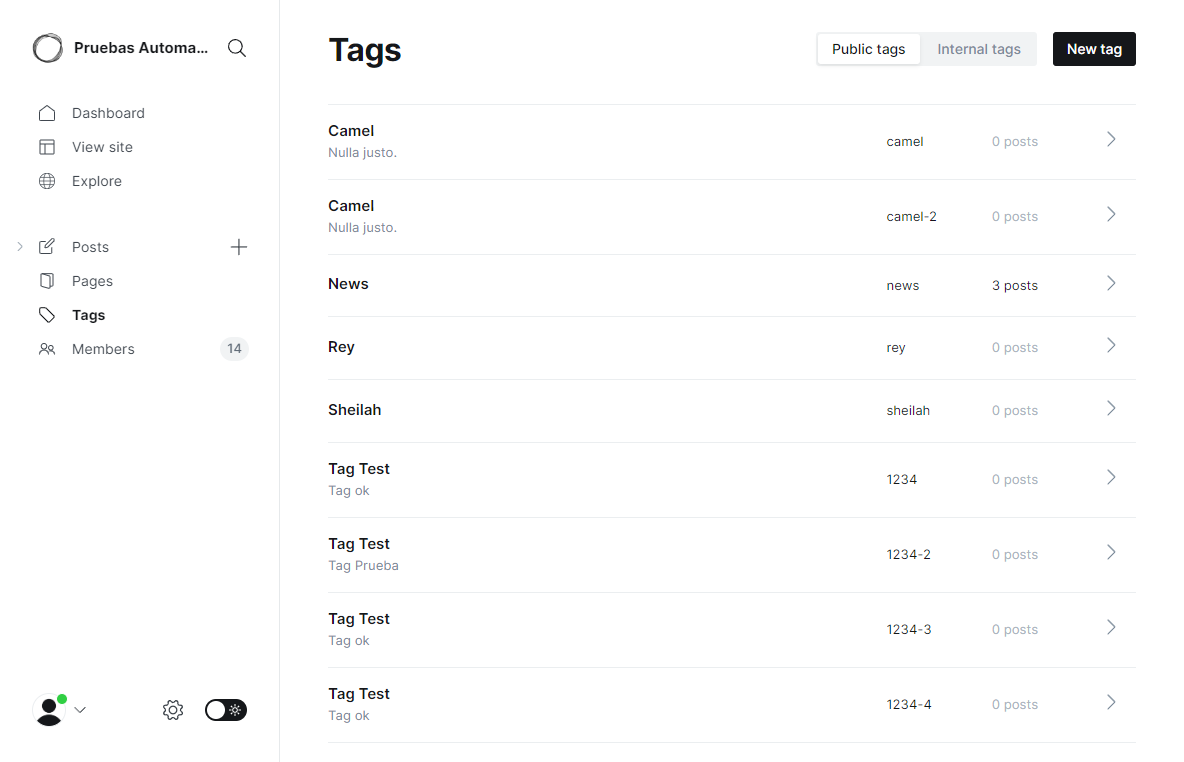 Pruebas Automa...
Dashboard
View site
Explore
Posts
Pages
Tags
Members 14
Tags
Public tags Internal tags New tag
Camel
Nulla justo.
camel 0 posts
Camel
Nulla justo.
camel-2 0 posts
News news 3 posts
Rey rey 0 posts
Sheilah sheilah 0 posts
Tag Test
Tag ok
1234 0 posts
Tag Test
Tag Prueba
1234-2 0 posts
Tag Test
Tag ok
1234-3 0 posts
Tag Test
Tag ok
1234-4 0 posts